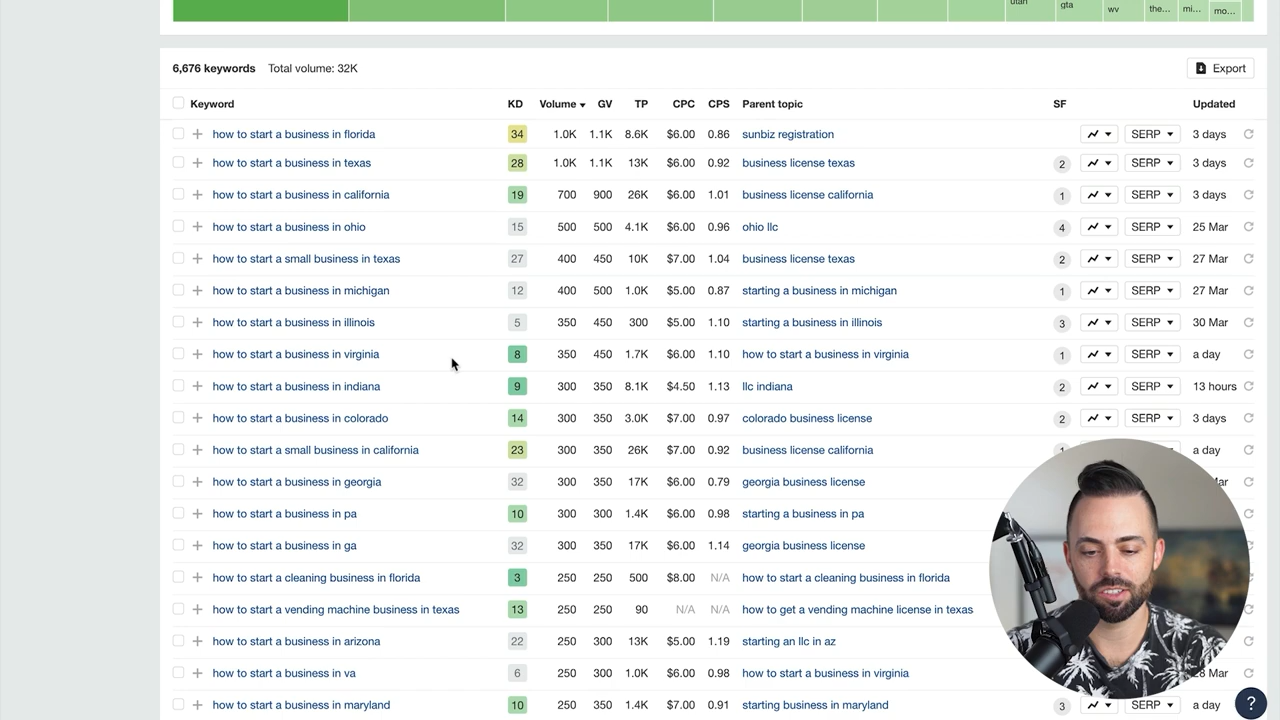 utah gta wv the... mi... mo...
6,676 keywords Total volume: 32K Export
Keyword KD Volume GV TP CPC CPS Parent topic SF Updated
how to start a business in florida 34 1.0K 1.1K 8.6K $6.00 0.86 sunbiz registration SERP 3 days
how to start a business in texas 28 1.0K 1.1K 13K $6.00 0.92 business license texas 2 SERP 3 days
how to start a business in california 19 700 900 26K $6.00 1.01 business license california 1 SERP 3 days
how to start a business in ohio 15 500 500 4.1K $6.00 0.96 ohio llc 4 SERP 25 Mar
how to start a small business in texas 27 400 450 10K $7.00 1.04 business license texas 2 SERP 27 Mar
how to start a business in michigan 12 400 500 1.0K $5.00 0.87 starting a business in michigan 1 SERP 27 Mar
how to start a business in illinois 5 350 450 300 $5.00 1.10 starting a business in illinois 3 SERP 30 Mar
how to start a business in virginia 8 350 450 1.7K $6.00 1.10 how to start a business in virginia 1 SERP a day
how to start a business in indiana 9 300 350 8.1K $4.50 1.13 llc indiana 2 SERP 13 hours
how to start a business in colorado 14 300 350 3.0K $7.00 0.97 colorado business license 2 SERP 3 days
how to start a small business in california 23 300 350 26K $7.00 0.92 business license california a day
how to start a business in georgia 32 300 350 17K $6.00 0.79 georgia business license
how to start a business in pa 10 300 300 1.4K $6.00 0.98 starting a business in pa
how to start a business in ga 32 300 350 17K $6.00 1.14 georgia business license
how to start a cleaning business in florida 3 250 250 500 $8.00 N/A how to start a cleaning business in florida
how to start a vending machine business in texas 13 250 250 90 N/A N/A how to get a vending machine license in texas
how to start a business in arizona 22 250 300 13K $5.00 1.19 starting an llc in az
how to start a business in va 6 250 300 1.0K $6.00 0.98 how to start a business in virginia 28 Mar
how to start a business in maryland 10 250 350 1.4K $7.00 0.91 starting business in maryland 3 SERP a day
?